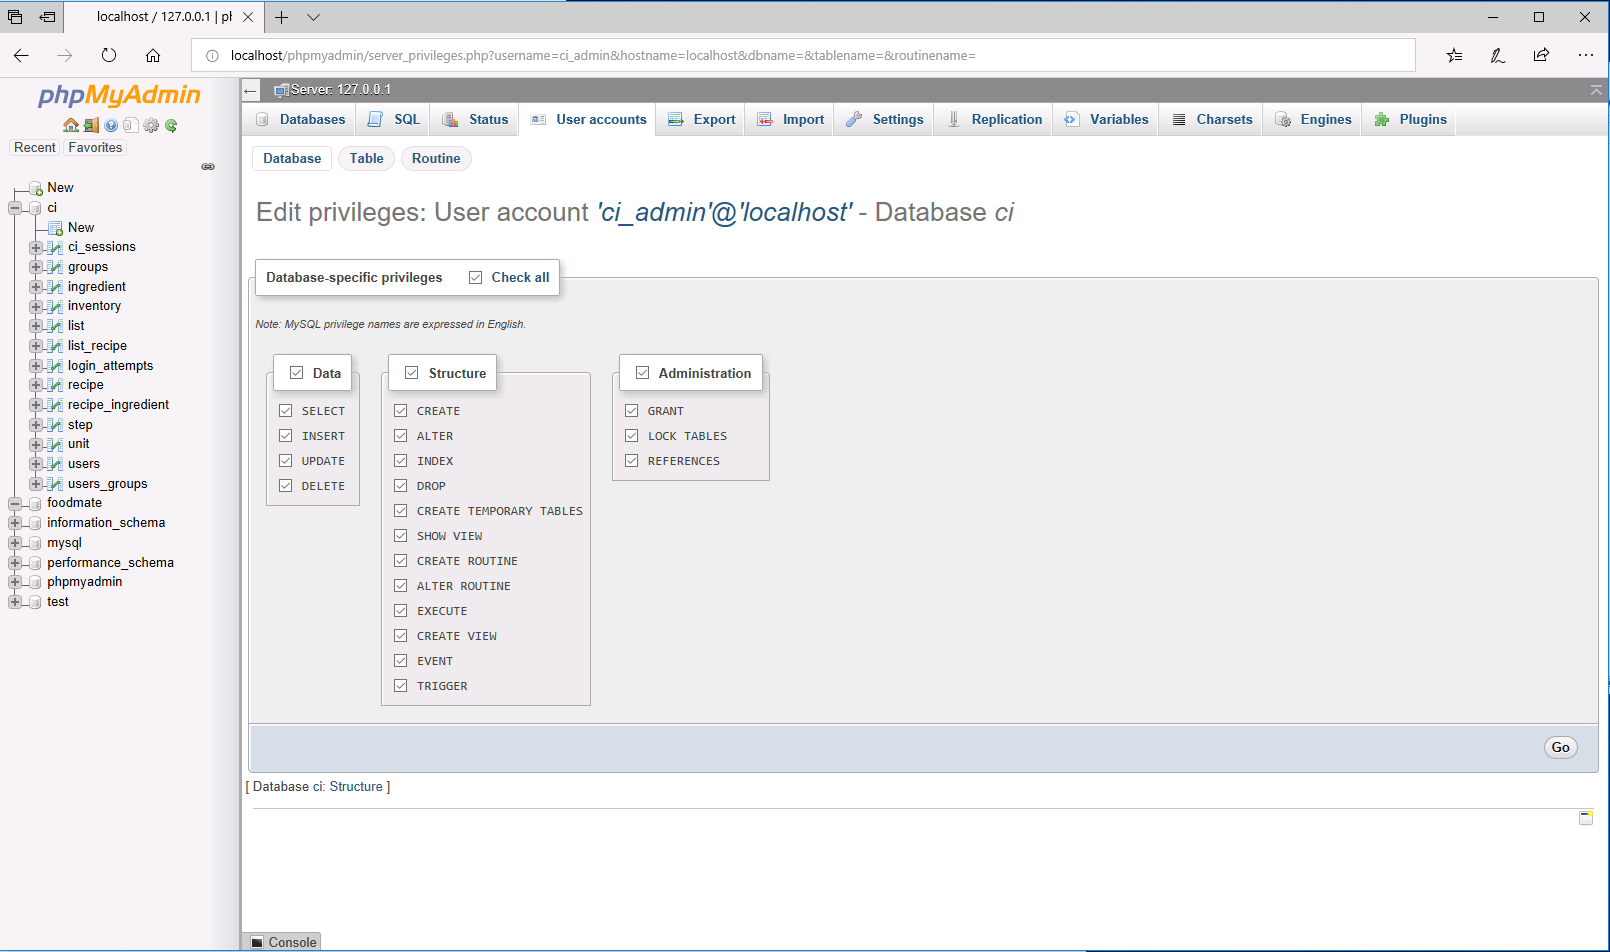 localhost / 127.0.0.1 | pl
localhost/phpmyadmin/server_privileges.php?username=ci_admin&hostname=localhost&dbname=&tablename=&routinename=
phpMyAdmin
Recent Favorites
New
ci
New
ci_sessions
groups
ingredient
inventory
list
list_recipe
login_attempts
recipe
recipe_ingredient
step
unit
users
users_groups
foodmate
information_schema
mysql
performance_schema
phpmyadmin
test
Server: 127.0.0.1
Databases SQL Status User accounts Export Import Settings Replication Variables Charsets Engines Plugins
Database Table Routine
Edit privileges: User account 'ci_admin'@'localhost' - Database ci
Database-specific privileges Check all
Note: MySQL privilege names are expressed in English.
Data
SELECT
INSERT
UPDATE
DELETE
Structure
CREATE
ALTER
INDEX
DROP
CREATE TEMPORARY TABLES
SHOW VIEW
CREATE ROUTINE
ALTER ROUTINE
EXECUTE
CREATE VIEW
EVENT
TRIGGER
Administration
GRANT
LOCK TABLES
REFERENCES
Go
[ Database ci: Structure ]
Console